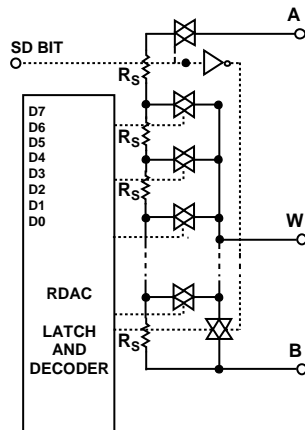 A
SD BIT
RS
D7
D6
RS
D5
D4
D3
RS
D2
D1
D0
W
RDAC
LATCH
AND
DECODER
RS
B